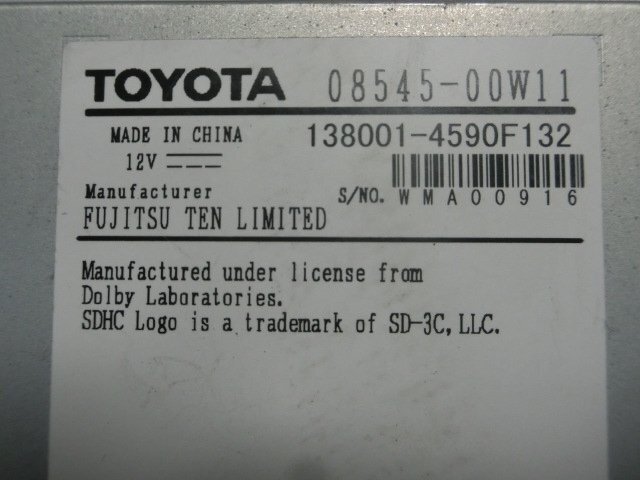 TOYOTA 08545-00W11
MADE IN CHINA 138001-4590F132
12V
Manufacturer S/NO. WMA00916
FUJITSU TEN LIMITED
Manufactured under license from
Dolby Laboratories.
SDHC Logo is a trademark of SD-3C, LLC.